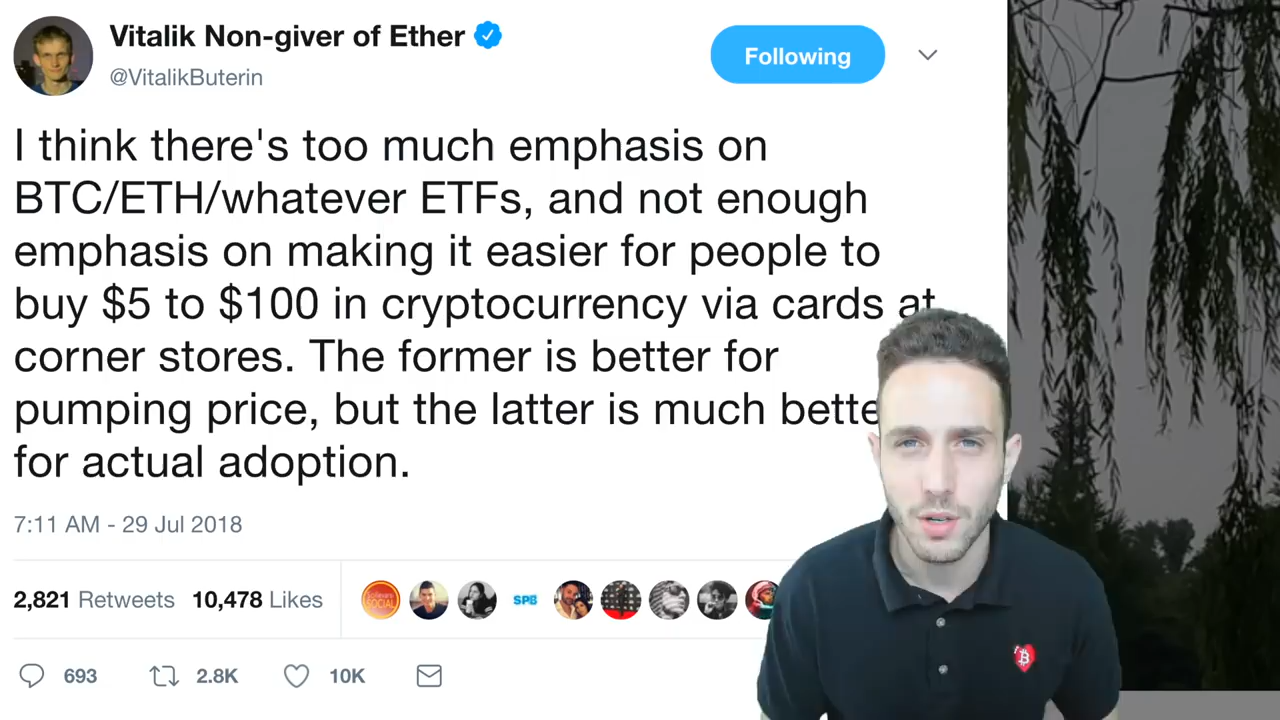 Vitalik Non-giver of Ether
@VitalikButerin
Following
I think there's too much emphasis on
BTC/ETH/whatever ETFs, and not enough
emphasis on making it easier for people to
buy $5 to $100 in cryptocurrency via cards at
corner stores. The former is better for
pumping price, but the latter is much bette
for actual adoption.
7:11 AM - 29 Jul 2018
2,821 Retweets 10,478 Likes
SPB
693 2.8K 10K